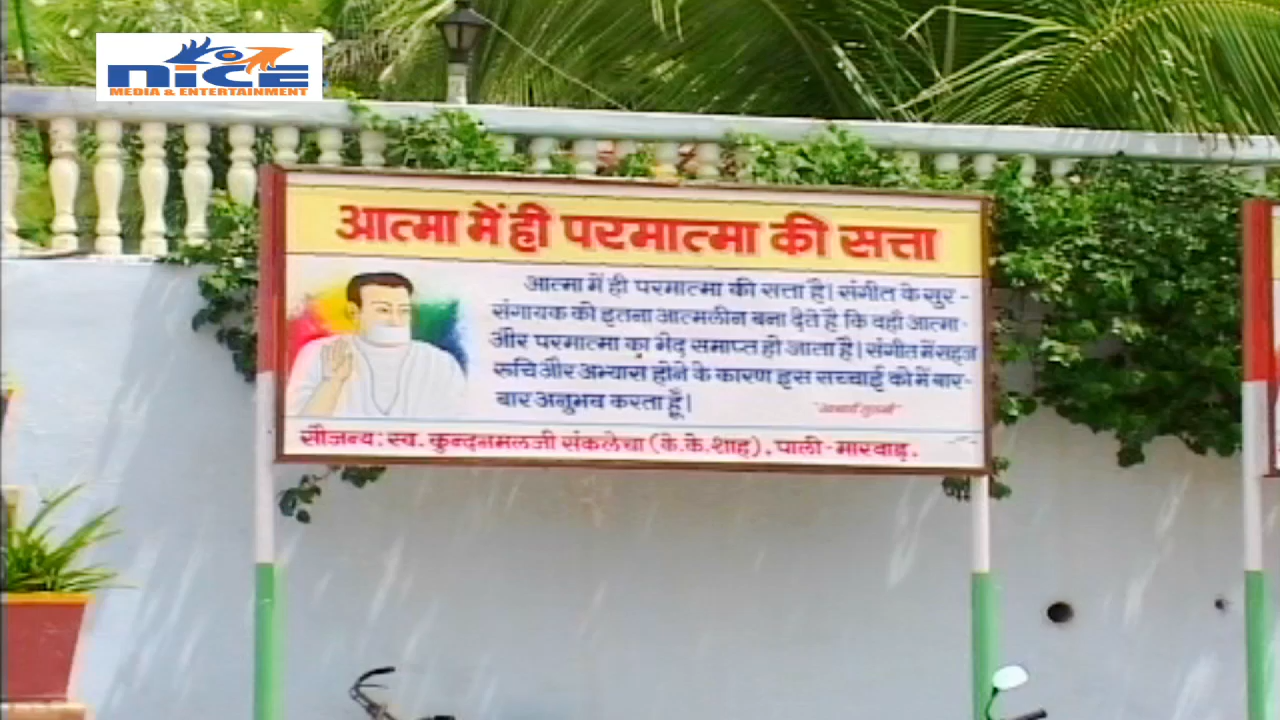 NICE
MEDIA & ENTERTAINMENT
आत्मा में ही परमात्मा की सत्ता
आत्मा में ही परमात्मा की सत्ता है। संगीत के सुर -
संगायक को इतना आत्मलीन बना देते है कि वहाँ आत्मा -
और परमात्मा का भेद समाप्त हो जाता है। संगीत में सहज
रूचि और अभ्यास होने के कारण इस सच्चाई को में बार-
बार अनुभव करता हूँ।
सौजन्य: स्व. कुन्दनमलजी संकलेचा (के.के.शाह), पाली-मारवाड़.